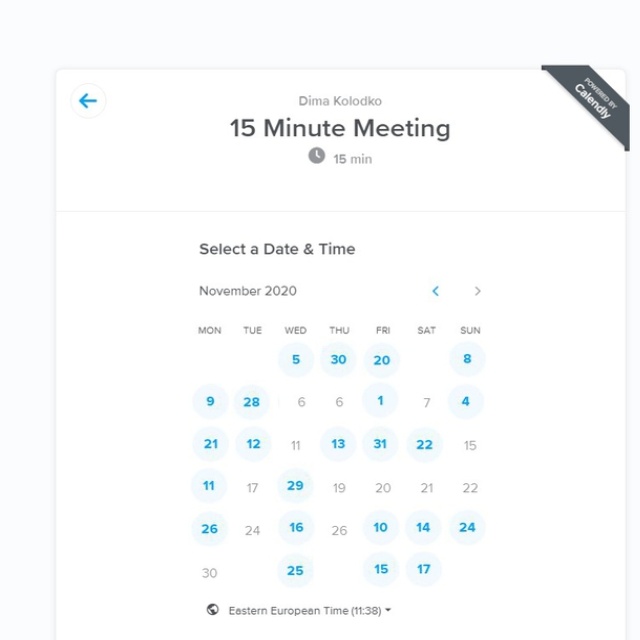 POWERED BY
Calendly
Dima Kolodko
15 Minute Meeting
15 min
Select a Date & Time
November 2020
MON TUE WED THU FRI SAT SUN
5 30 20 8
9 28 6 6 1 7 4
21 12 11 13 31 22 15
11 17 29 19 20 21 22
26 24 16 26 10 14 24
30 25 15 17
Eastern European Time (11:38)